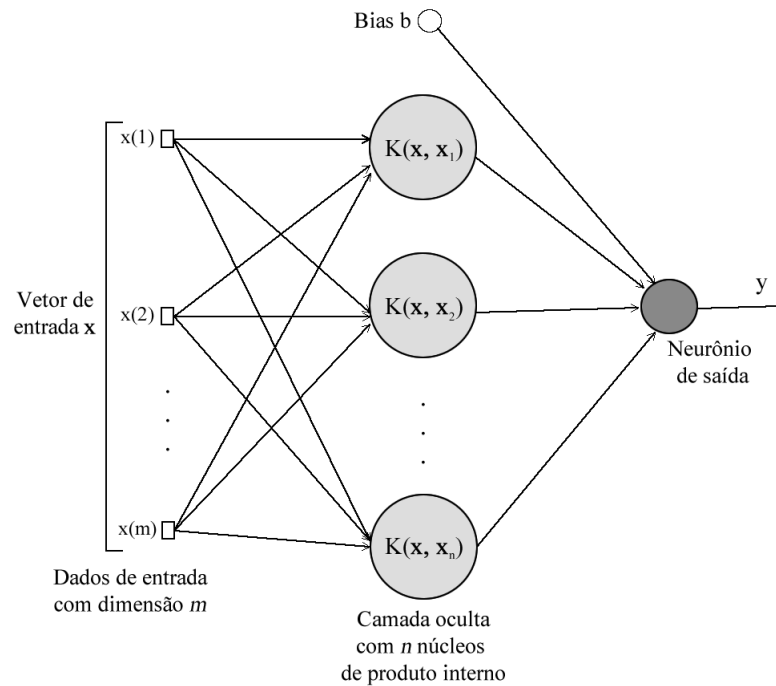 Bias b
x(1)
K(x, x₁)
Vetor de
entrada x
x(2)
K(x, x₂)
y
Neurônio
de saída
.
.
.
.
.
.
x(m)
K(x, xₙ)
Dados de entrada
com dimensão m
Camada oculta
com n núcleos
de produto interno